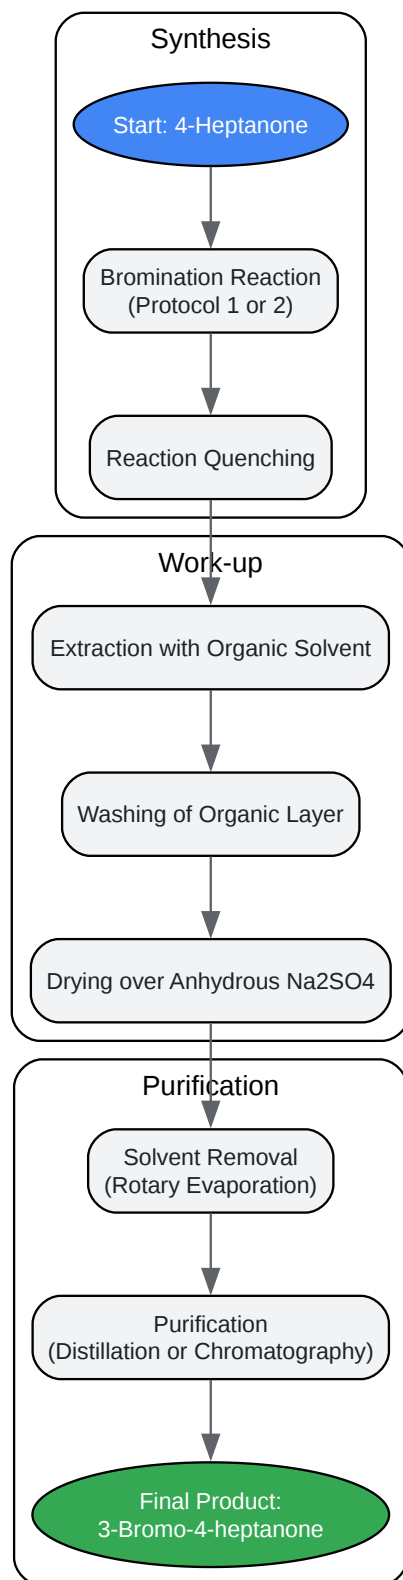 Synthesis
Start: 4-Heptanone
Bromination Reaction
(Protocol 1 or 2)
Reaction Quenching
Work-up
Extraction with Organic Solvent
Washing of Organic Layer
Drying over Anhydrous Na2SO4
Purification
Solvent Removal
(Rotary Evaporation)
Purification
(Distillation or Chromatography)
Final Product:
3-Bromo-4-heptanone